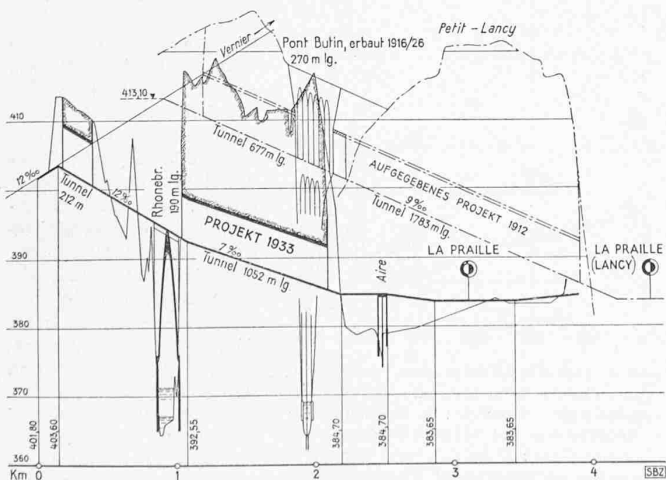 Petit-Lancy
Vernier
Pont Butin, erbaut 1916/26
270 m lg.
413,10
410
Tunnel 677m lg.
12‰
400
Tunnel
212 m
12‰
Rhonebr.
190 m lg.
AUFGEGEBENES PROJEKT 1912
9‰
Tunnel 1783m lg.
PROJEKT 1933
7‰
Tunnel 1052 m lg.
Aire
LA PRAILLE
LA PRAILLE
(LANCY)
390
380
370
360
401,80
403,60
392,55
384,70
384,70
383,65
383,65
Km 0 1 2 3 4
SBZ